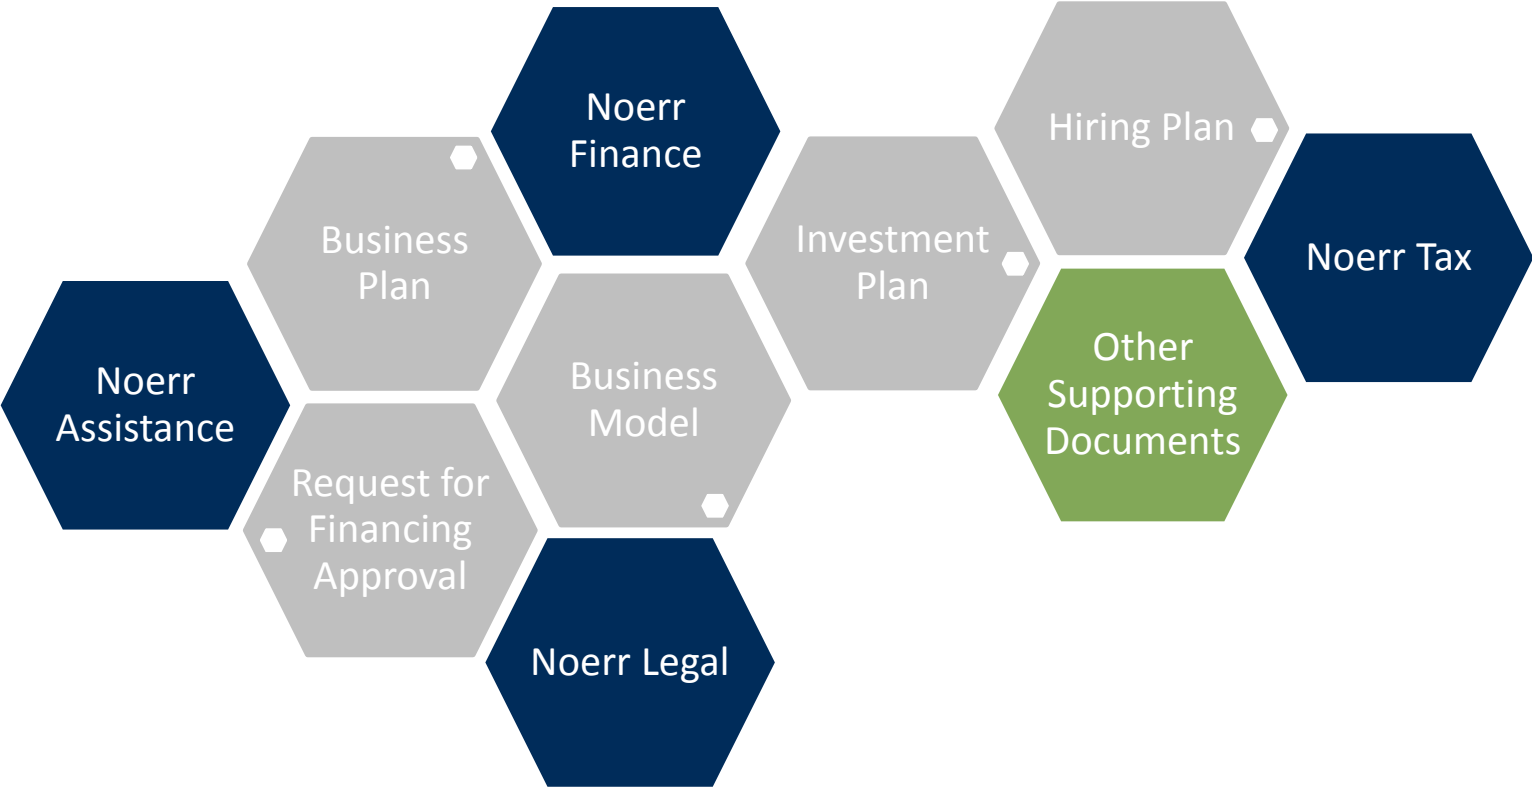 Noerr
Finance
Hiring Plan
Business
Plan
Investment
Plan
Noerr Tax
Noerr
Assistance
Business
Model
Other
Supporting
Documents
Request for
Financing
Approval
Noerr Legal